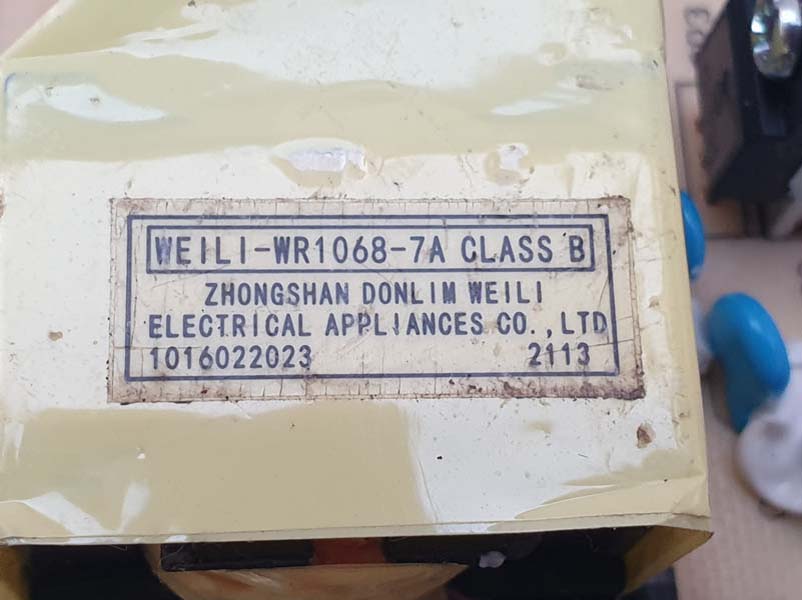 WEILI-WR1068-7A CLASS B
ZHONGSHAN DONLIM WEILI
ELECTRICAL APPLIANCES CO.,LTD
1016022023 2113